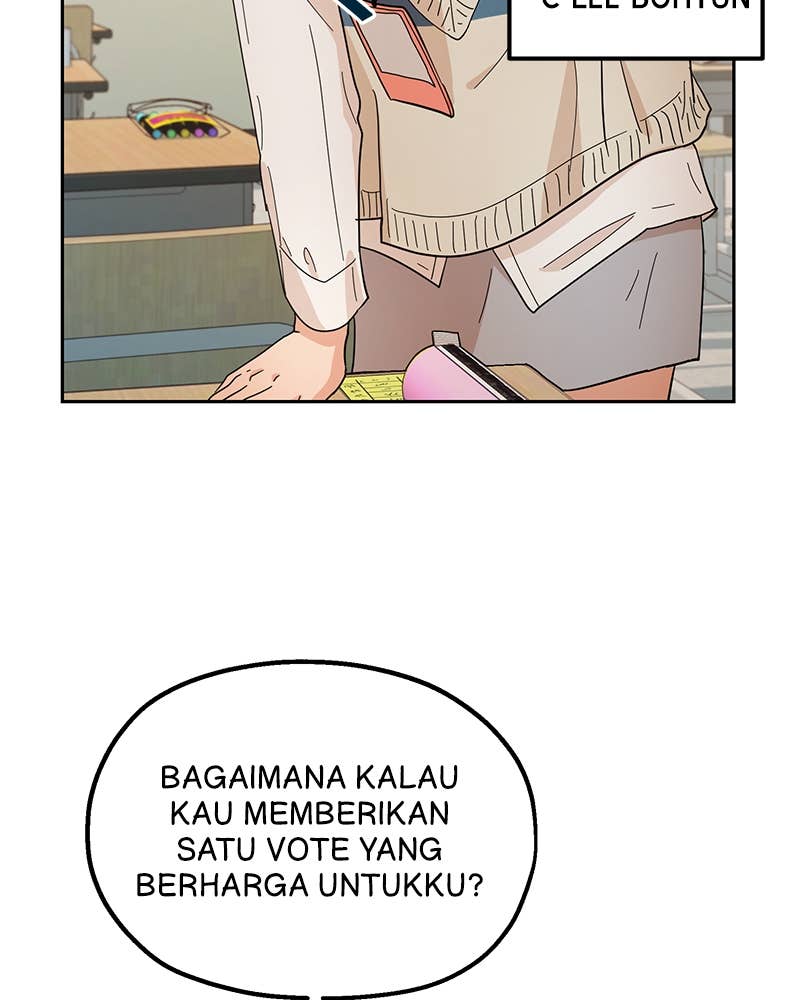 BAGAIMANA KALAU
KAU MEMBERIKAN
SATU VOTE YANG
BERHARGA UNTUKKU?